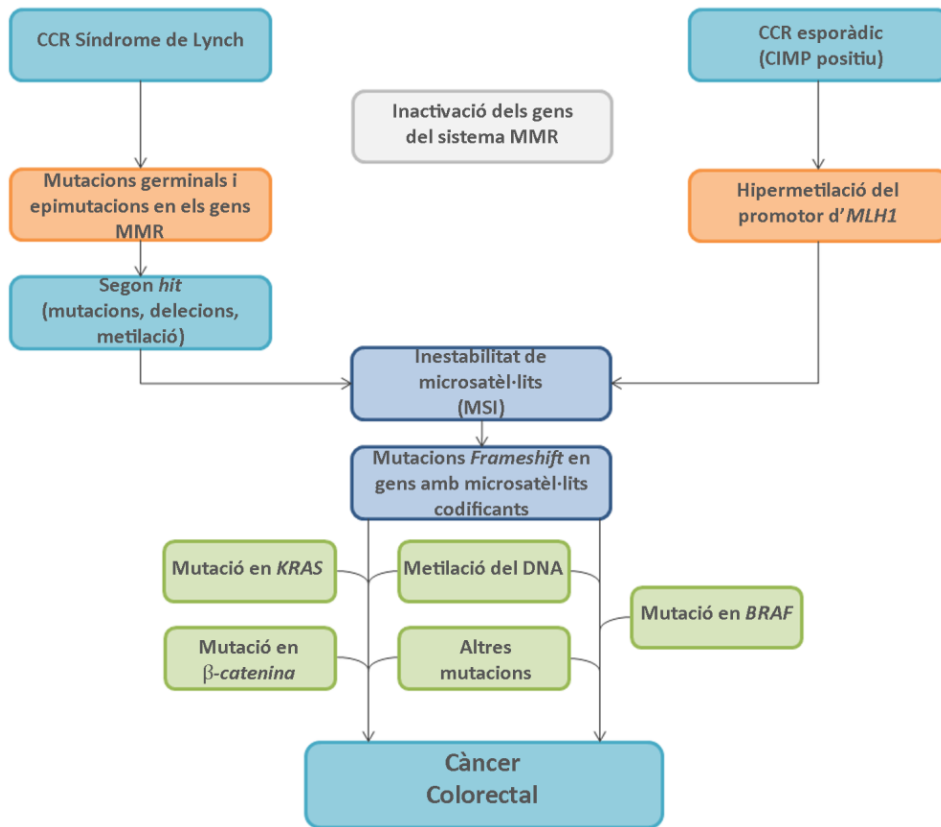 CCR Síndrome de Lynch
CCR esporàdic
(CIMP positiu)
Inactivació dels gens
del sistema MMR
Mutacions germinals i
epimutacions en els gens
MMR
Hipermetilació del
promotor d'MLH1
Segon hit
(mutacions, delecions,
metilació)
Inestabilitat de
microsatèl·lits
(MSI)
Mutacions Frameshift en
gens amb microsatèl·lits
codificants
Mutació en KRAS
Metilació del DNA
Mutació en BRAF
Mutació en
β-catenina
Altres
mutacions
Càncer
Colorectal